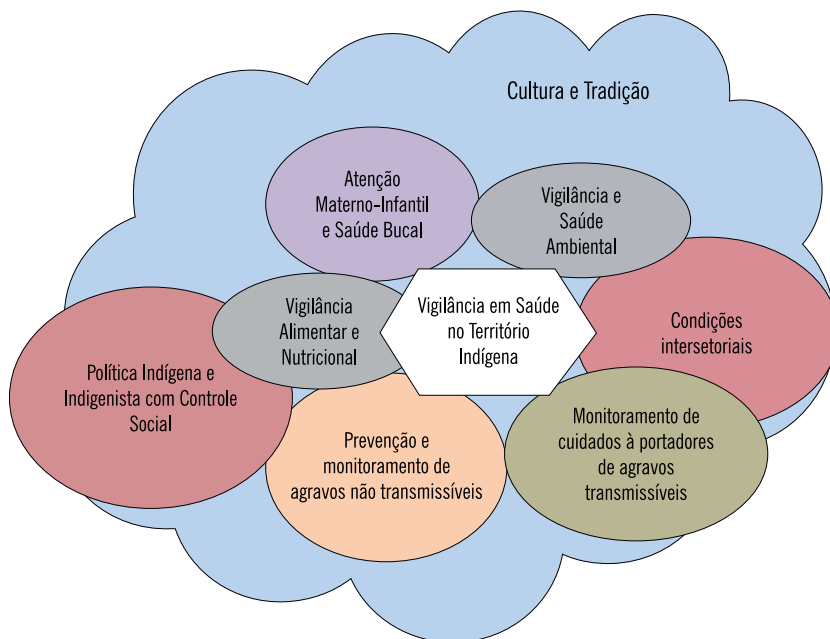 Cultura e Tradição
Atenção
Materno-Infantil
e Saúde Bucal
Vigilância e
Saúde
Ambiental
Vigilância
Alimentar e
Nutricional
Vigilância em Saúde
no Território
Indígena
Condições
intersetoriais
Política Indígena e
Indigenista com Controle
Social
Prevenção e
monitoramento de
agravos não transmissíveis
Monitoramento de
cuidados à portadores
de agravos
transmissíveis